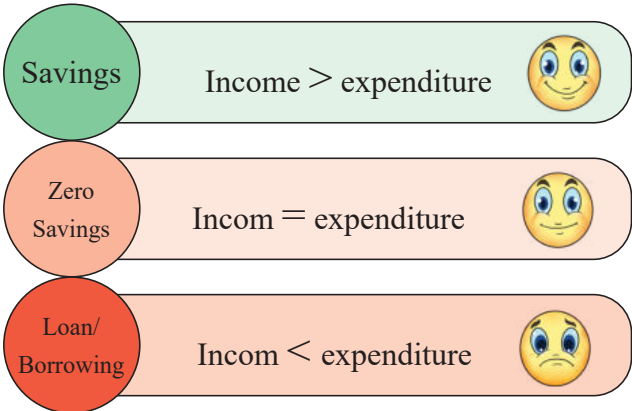 Savings
Income > expenditure
Zero
Savings
Incom = expenditure
Loan/
Borrowing
Incom < expenditure